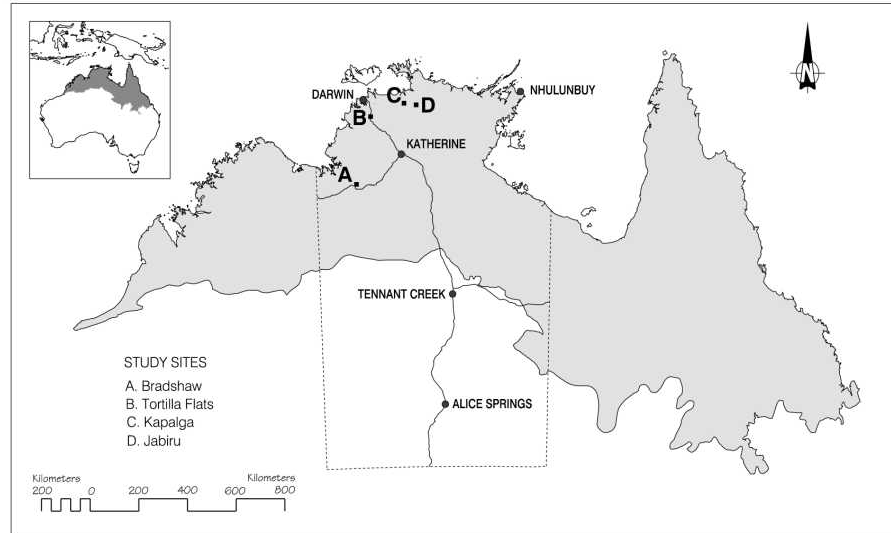 DARWIN
C
D
NHULUNBUY
B
KATHERINE
A
TENNANT CREEK
STUDY SITES
A. Bradshaw
B. Tortilla Flats
C. Kapalga
D. Jabiru
ALICE SPRINGS
Kilometers Kilometers
200 0 200 400 600 800